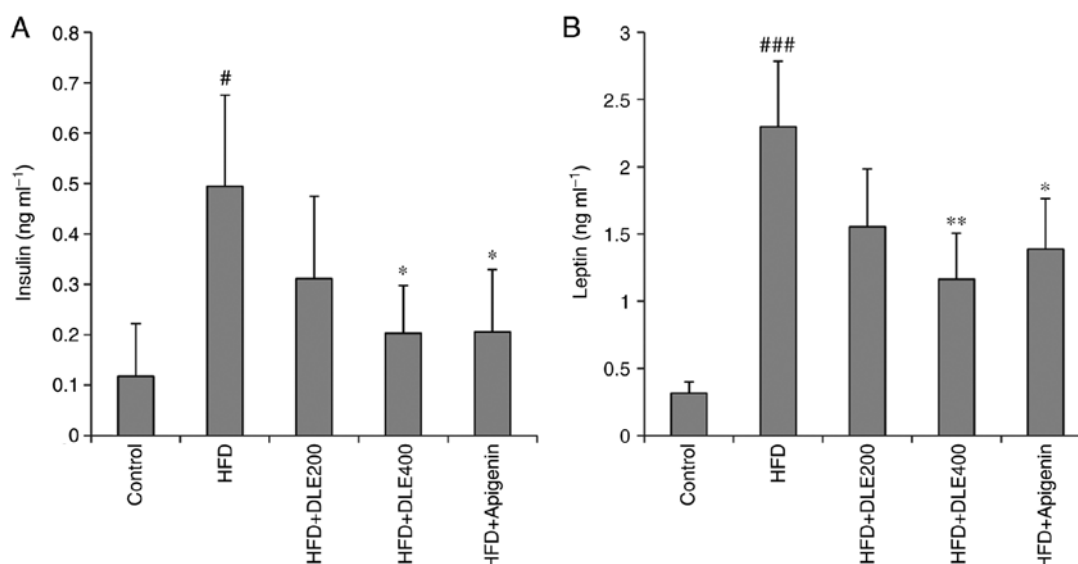 A
0.8
0.7
0.6
0.5
0.4
0.3
0.2
0.1
0
Insulin (ng ml⁻¹)
#
*
*
Control
HFD
HFD+DLE200
HFD+DLE400
HFD+Apigenin
B
3
2.5
2
1.5
1
0.5
0
Leptin (ng ml⁻¹)
###
**
*
Control
HFD
HFD+DLE200
HFD+DLE400
HFD+Apigenin